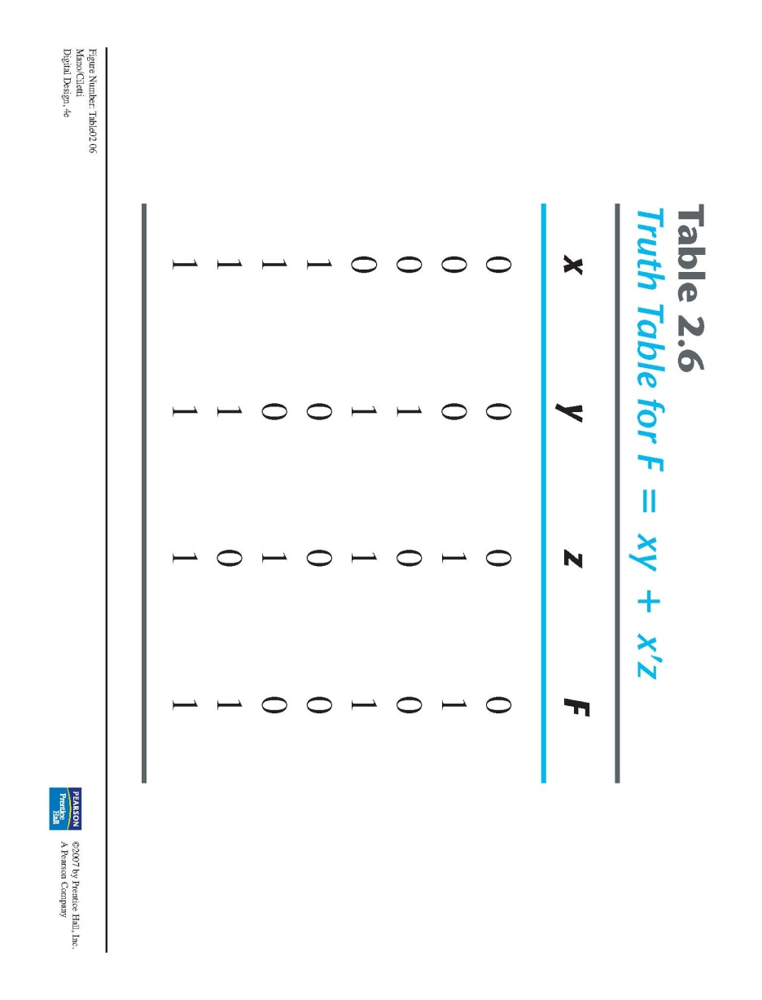 Table 2.6
Truth Table for F = xy + x′z
x y z F
0 0 0 0
0 0 1 1
0 1 0 0
0 1 1 1
1 0 0 0
1 0 1 0
1 1 0 1
1 1 1 1
Figure Number: Table02 06
Mano/Ciletti
Digital Design, 4e
PEARSON
Prentice
Hall
©2007 by Prentice Hall, Inc.
A Pearson Company